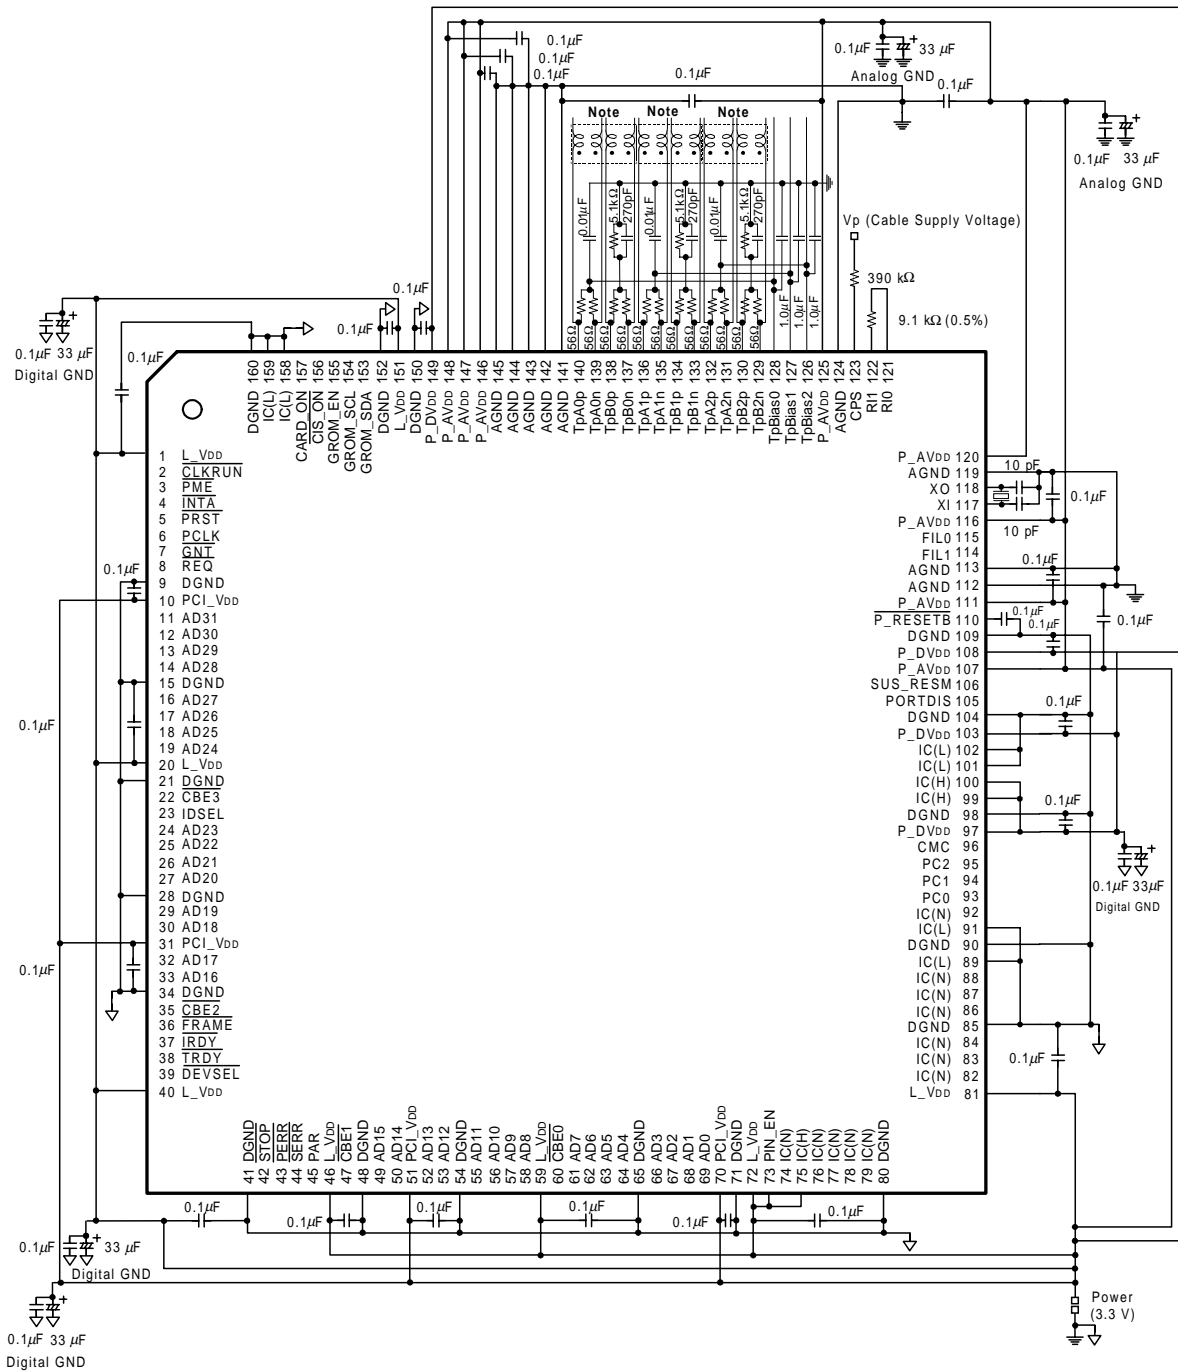 0.1μF
0.1μF
0.1μF
0.1μF
0.1μF
33 μF
Analog GND
0.1μF
0.1μF
33 μF
Analog GND
Note
Note
Note
0.01μF
5.1kΩ
270pF
0.01μF
5.1kΩ
270pF
0.01μF
5.1kΩ
270pF
1.0μF
1.0μF
1.0μF
Vp (Cable Supply Voltage)
390 kΩ
9.1 kΩ (0.5%)
56Ω
56Ω
56Ω
56Ω
56Ω
56Ω
56Ω
56Ω
56Ω
56Ω
56Ω
56Ω
0.1μF
0.1μF
0.1μF
33 μF
Digital GND
0.1μF
DGND 160
IC(L) 159
IC(L) 158
CARD_ON 157
CIS_ON 156
GROM_EN 155
GROM_SCL 154
GROM_SDA 153
DGND 152
L_VDD 151
DGND 150
P_DVDD 149
P_AVDD 148
P_AVDD 147
P_AVDD 146
AGND 145
AGND 144
AGND 143
AGND 142
AGND 141
TpA0p 140
TpA0n 139
TpB0p 138
TpB0n 137
TpA1p 136
TpA1n 135
TpB1p 134
TpB1n 133
TpA2p 132
TpA2n 131
TpB2p 130
TpB2n 129
TpBias0 128
TpBias1 127
TpBias2 126
P_AVDD 125
AGND 124
CPS 123
RI1 122
RI0 121
1 L_VDD
2 CLKRUN
3 PME
4 INTA
5 PRST
6 PCLK
7 GNT
8 REQ
9 DGND
10 PCI_VDD
11 AD31
12 AD30
13 AD29
14 AD28
15 DGND
16 AD27
17 AD26
18 AD25
19 AD24
20 L_VDD
21 DGND
22 CBE3
23 IDSEL
24 AD23
25 AD22
26 AD21
27 AD20
28 DGND
29 AD19
30 AD18
31 PCI_VDD
32 AD17
33 AD16
34 DGND
35 CBE2
36 FRAME
37 IRDY
38 TRDY
39 DEVSEL
40 L_VDD
0.1μF
0.1μF
0.1μF
P_AVDD 120
AGND 119
XO 118
XI 117
P_AVDD 116
FIL0 115
FIL1 114
AGND 113
AGND 112
P_AVDD 111
P_RESETB 110
DGND 109
P_DVDD 108
P_AVDD 107
SUS_RESM 106
PORTDIS 105
DGND 104
P_DVDD 103
IC(L) 102
IC(L) 101
IC(H) 100
IC(H) 99
DGND 98
P_DVDD 97
CMC 96
PC2 95
PC1 94
PC0 93
IC(N) 92
IC(L) 91
DGND 90
IC(L) 89
IC(N) 88
IC(N) 87
IC(N) 86
DGND 85
IC(N) 84
IC(N) 83
IC(N) 82
L_VDD 81
10 pF
0.1μF
10 pF
0.1μF
0.1μF
0.1μF
0.1μF
0.1μF
0.1μF
0.1μF
33μF
Digital GND
0.1μF
41 DGND
42 STOP
43 PERR
44 SERR
45 PAR
46 L_VDD
47 CBE1
48 DGND
49 AD15
50 AD14
51 PCI_VDD
52 AD13
53 AD12
54 DGND
55 AD11
56 AD10
57 AD9
58 AD8
59 L_VDD
60 CBE0
61 AD7
62 AD6
63 AD5
64 AD4
65 DGND
66 AD3
67 AD2
68 AD1
69 AD0
70 PCI_VDD
71 DGND
72 L_VDD
73 PIN_EN
74 IC(N)
75 IC(H)
76 IC(N)
77 IC(N)
78 IC(N)
79 IC(N)
80 DGND
0.1μF
0.1μF
0.1μF
0.1μF
0.1μF
0.1μF
0.1μF
33 μF
Digital GND
0.1μF 33 μF
Digital GND
Power
(3.3 V)